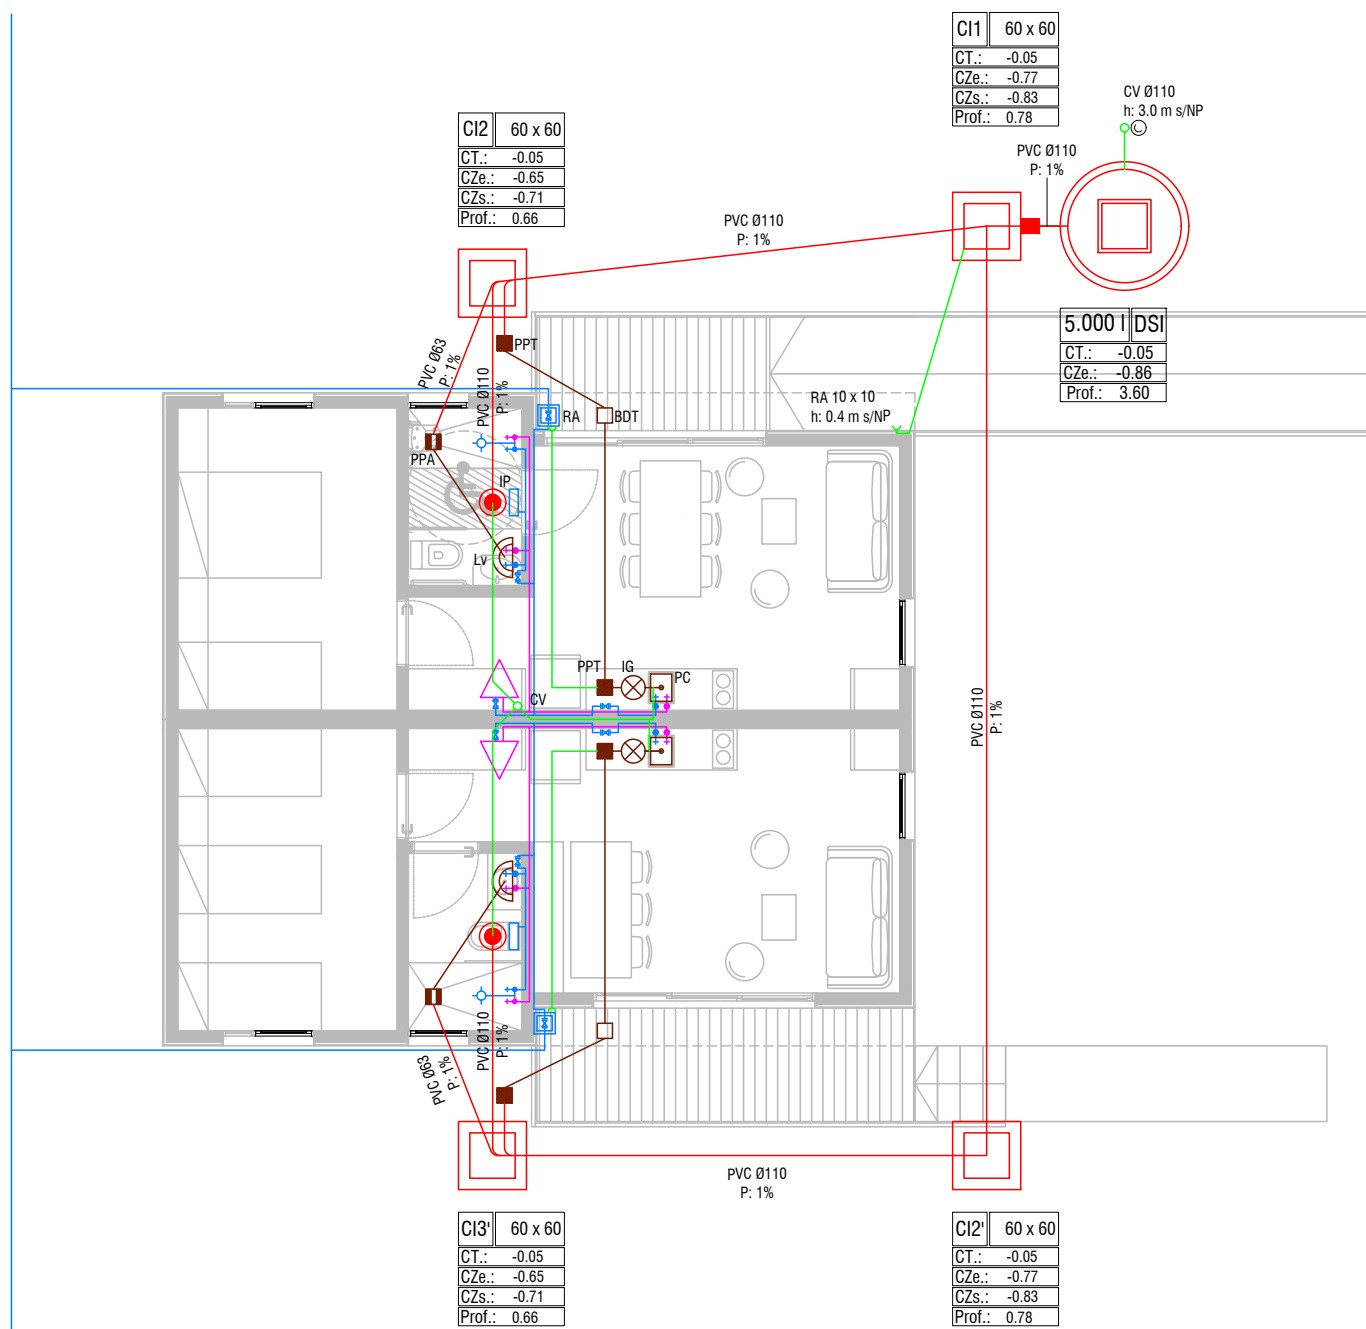 CI1 60 x 60
CT.: -0.05
CZe.: -0.77
CZs.: -0.83
Prof.: 0.78
CV Ø110
h: 3.0 m s/NP
CI2 60 x 60
CT.: -0.05
CZe.: -0.65
CZs.: -0.71
Prof.: 0.66
PVC Ø110
P: 1%
PVC Ø110
P: 1%
5.000 l DSI
CT.: -0.05
CZe.: -0.86
Prof.: 3.60
PPT
PVC Ø63
P: 1%
PVC Ø110
P: 1%
RA 10 x 10
h: 0.4 m s/NP
RA
BDT
PPA
IP
Lv
PPT
IG
PC
CV
PVC Ø110
P: 1%
PVC Ø110
P: 1%
PVC Ø63
P: 1%
PVC Ø110
P: 1%
CI3' 60 x 60
CT.: -0.05
CZe.: -0.65
CZs.: -0.71
Prof.: 0.66
CI2' 60 x 60
CT.: -0.05
CZe.: -0.77
CZs.: -0.83
Prof.: 0.78